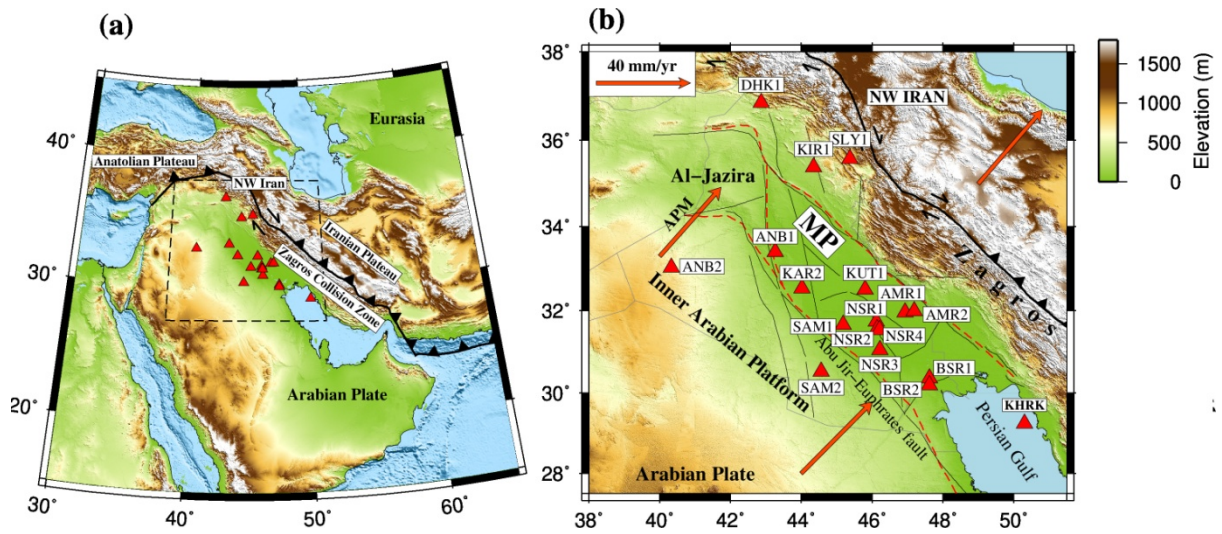 (a)
Eurasia
Anatolian Plateau
NW Iran
Iranian Plateau
Zagros Collision Zone
Arabian Plate
40°
30°
20°
30°
40°
50°
60°
(b)
38°
36°
34°
32°
30°
28°
38°
40°
42°
44°
46°
48°
50°
40 mm/yr
DHK1
NW IRAN
SLY1
KIR1
Al-Jazira
APM
MP
ANB1
ANB2
KAR2
KUT1
AMR1
NSR1
AMR2
SAM1
NSR2
NSR4
NSR3
SAM2
BSR1
BSR2
KHRK
Zagros
Inner Arabian Platform
Abu Jir-Euphrates fault
Persian Gulf
Arabian Plate
1500
1000
500
0
Elevation (m)